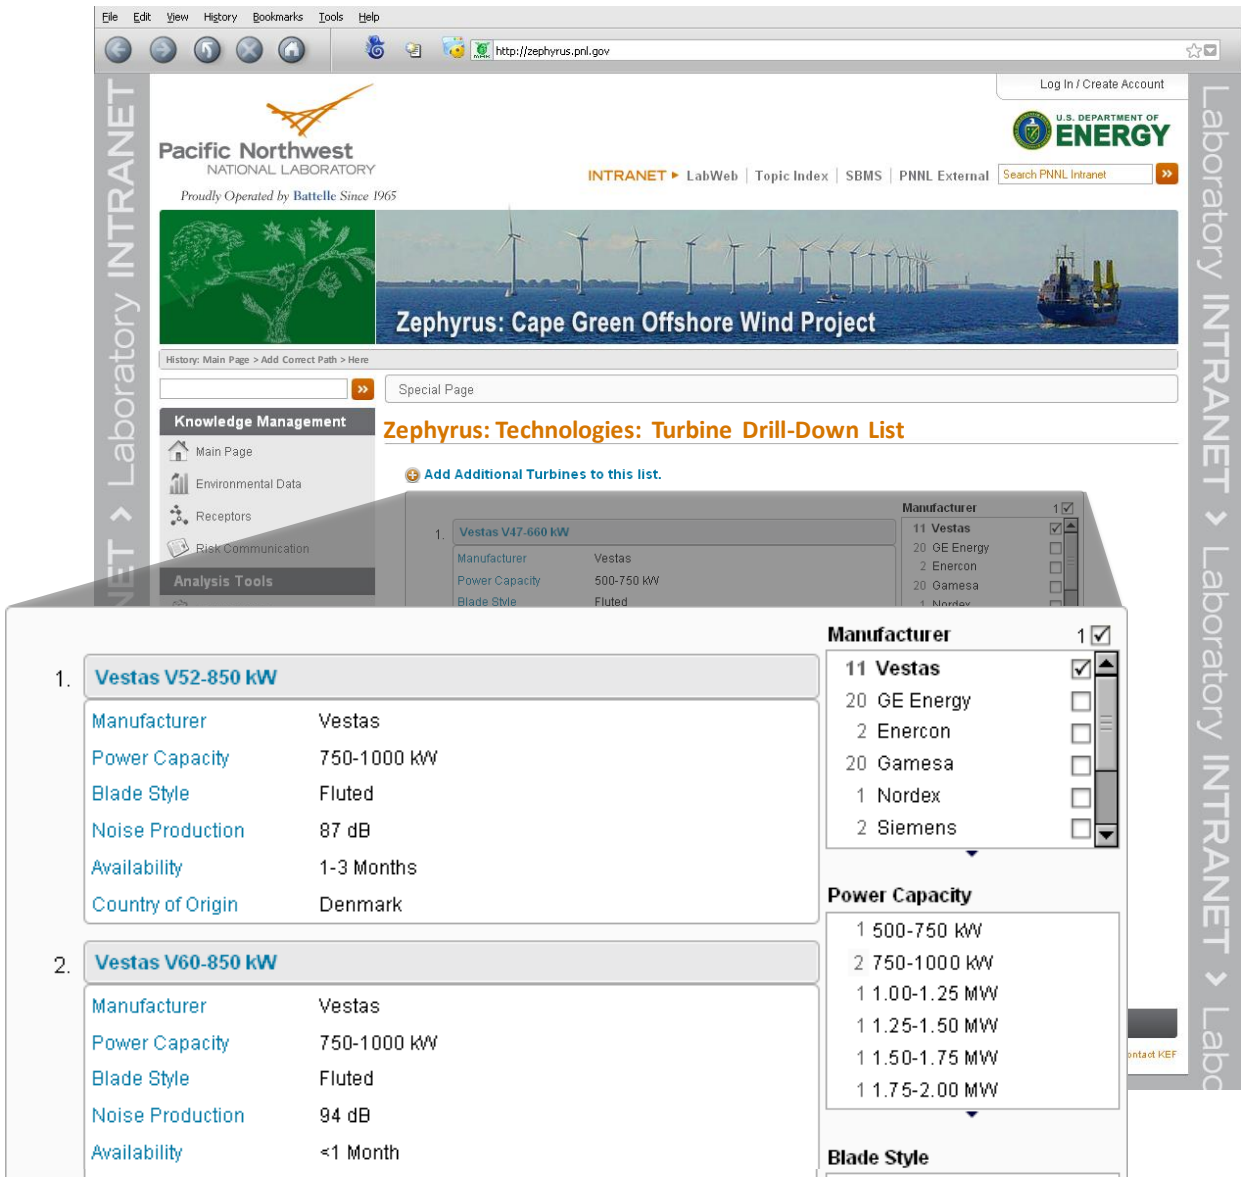 File Edit View History Bookmarks Tools Help
http://zephyrus.pnl.gov
Log In / Create Account
Pacific Northwest
NATIONAL LABORATORY
Proudly Operated by Battelle Since 1965
U.S. DEPARTMENT OF
ENERGY
INTRANET LabWeb | Topic Index | SBMS | PNNL External
Search PNNL Intranet
Laboratory INTRANET
Laboratory INTRANET
Laboratory INTRANET
Labo
Zephyrus: Cape Green Offshore Wind Project
History: Main Page > Add Correct Path > Here
Special Page
Knowledge Management
Main Page
Environmental Data
Receptors
Risk Communication
Analysis Tools
Zephyrus: Technologies: Turbine Drill-Down List
Add Additional Turbines to this list.
1. Vestas V47-660 kW
Manufacturer Vestas
Power Capacity 500-750 kW
Blade Style Fluted
Manufacturer 1
11 Vestas
20 GE Energy
2 Enercon
20 Gamesa
1 Nordex
1. Vestas V52-850 kW
Manufacturer Vestas
Power Capacity 750-1000 kW
Blade Style Fluted
Noise Production 87 dB
Availability 1-3 Months
Country of Origin Denmark
2. Vestas V60-850 kW
Manufacturer Vestas
Power Capacity 750-1000 kW
Blade Style Fluted
Noise Production 94 dB
Availability <1 Month
Manufacturer 1
11 Vestas
20 GE Energy
2 Enercon
20 Gamesa
1 Nordex
2 Siemens
Power Capacity
1 500-750 kW
2 750-1000 kW
1 1.00-1.25 MW
1 1.25-1.50 MW
1 1.50-1.75 MW
1 1.75-2.00 MW
Blade Style
ontact KEF